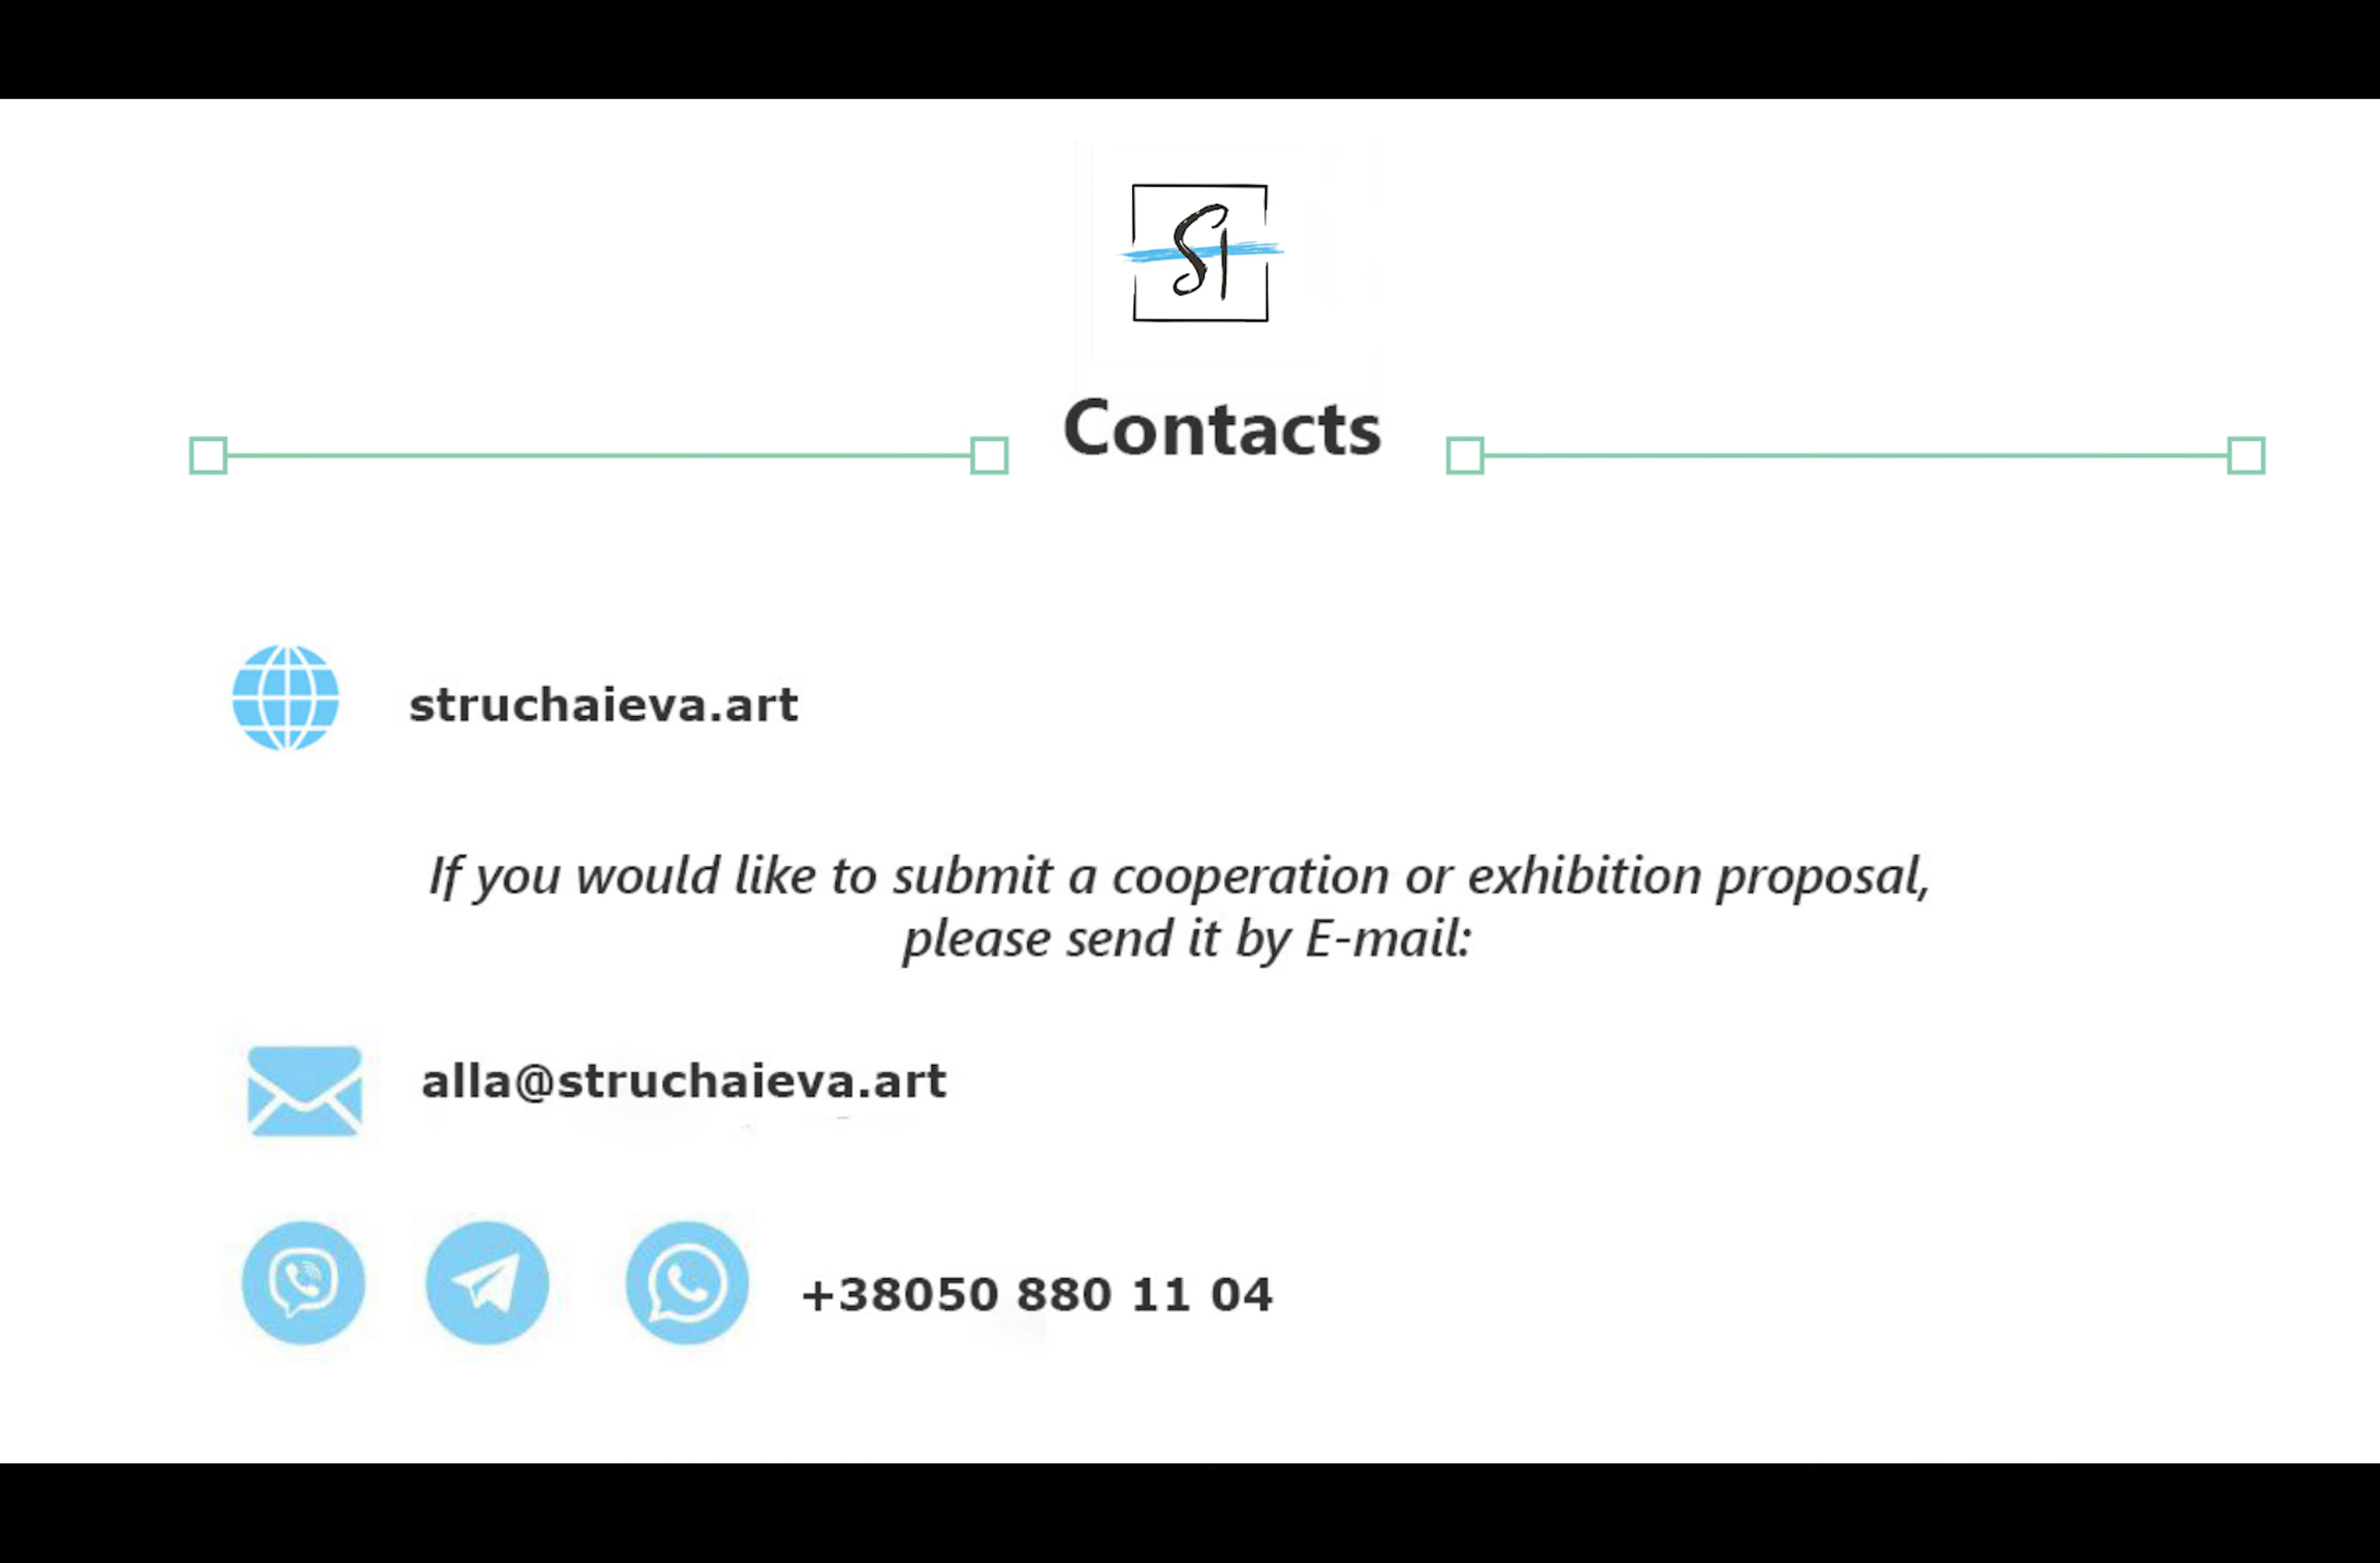 Contacts
struchaieva.art
If you would like to submit a cooperation or exhibition proposal,
please send it by E-mail:
alla@struchaieva.art
+38050 880 11 04